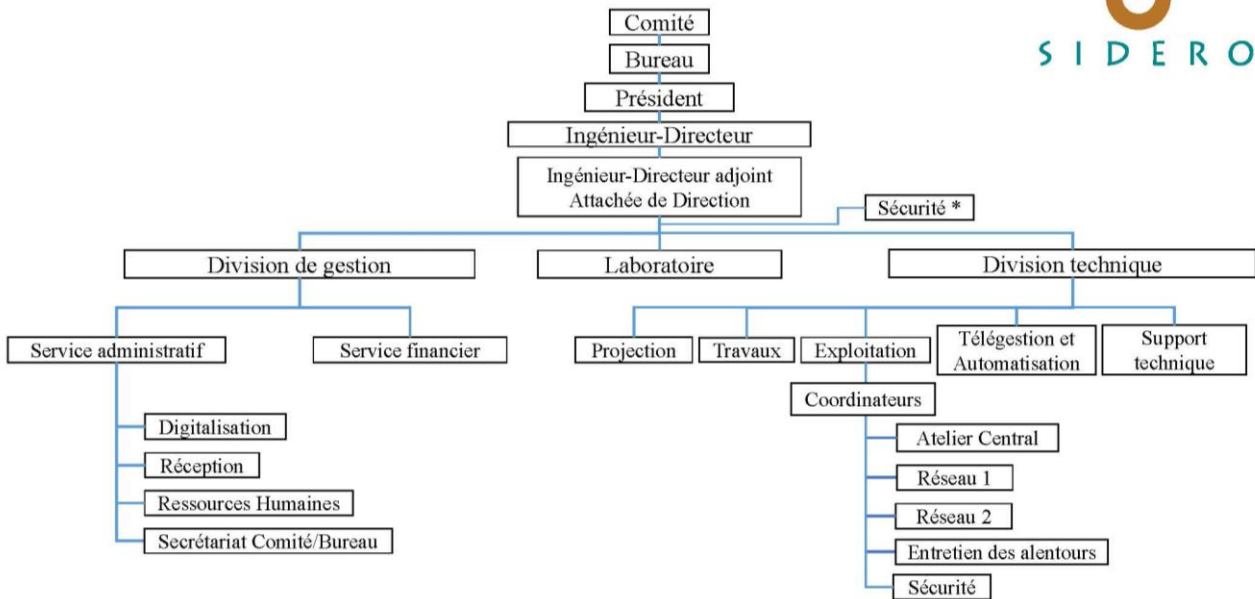 Comité
SIDERO
Bureau
Président
Ingénieur-Directeur
Ingénieur-Directeur adjoint
Attachée de Direction
Sécurité *
Division de gestion
Laboratoire
Division technique
Service administratif
Service financier
Projection
Travaux
Exploitation
Télégestion et
Automatisation
Support
technique
Coordinateurs
Digitalisation
Réception
Ressources Humaines
Secrétariat Comité/Bureau
Atelier Central
Réseau 1
Réseau 2
Entretien des alentours
Sécurité